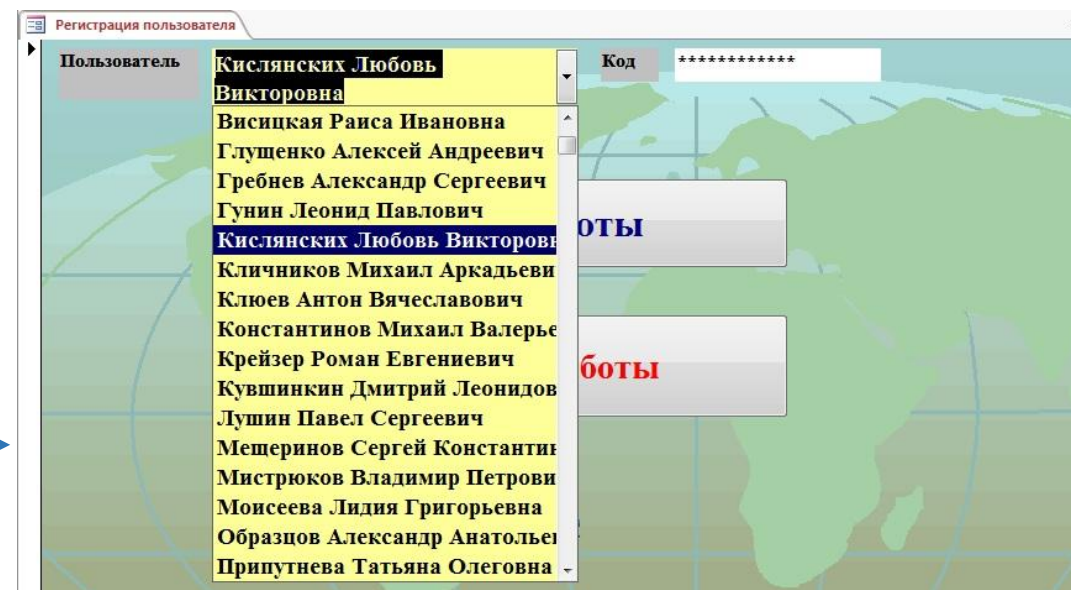 Регистрация пользователя
Пользователь
Кислянских Любовь
Викторовна
Код
************
Висицкая Раиса Ивановна
Глущенко Алексей Андреевич
Гребнев Александр Сергеевич
Гунин Леонид Павлович
Кислянских Любовь Викторовн
Кличников Михаил Аркадьеви
Клюев Антон Вячеславович
Константинов Михаил Валерье
Крейзер Роман Евгениевич
Кувшинкин Дмитрий Леонидов
Лушин Павел Сергеевич
Мещеринов Сергей Константин
Мистрюков Владимир Петрови
Моисеева Лидия Григорьевна
Образцов Александр Анатольев
Припутнева Татьяна Олеговна
оты
боты